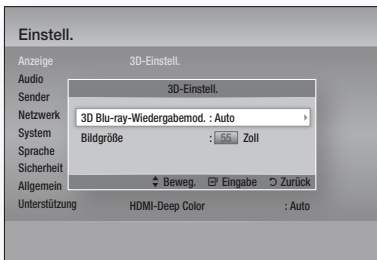 Einstell.
Anzeige 3D-Einstell.
Audio
Sender
Netzwerk
System
Sprache
Sicherheit
Allgemein
Unterstützung
3D-Einstell.
3D Blu-ray-Wiedergabemod. : Auto
Bildgröße : 55 Zoll
Beweg. Eingabe Zurück
HDMI-Deep Color : Auto